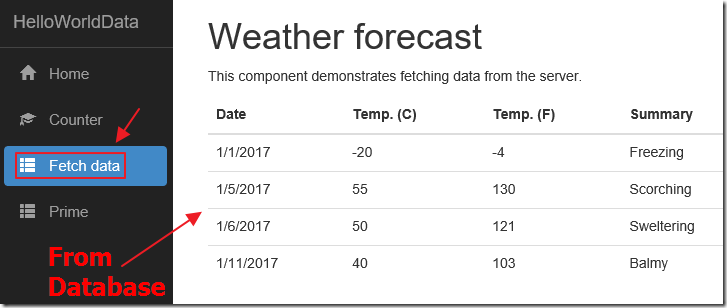 HelloWorldData
Home
Counter
Fetch data
Prime
From
Database
Weather forecast
This component demonstrates fetching data from the server.
Date Temp. (C) Temp. (F) Summary
1/1/2017 -20 -4 Freezing
1/5/2017 55 130 Scorching
1/6/2017 50 121 Sweltering
1/11/2017 40 103 Balmy